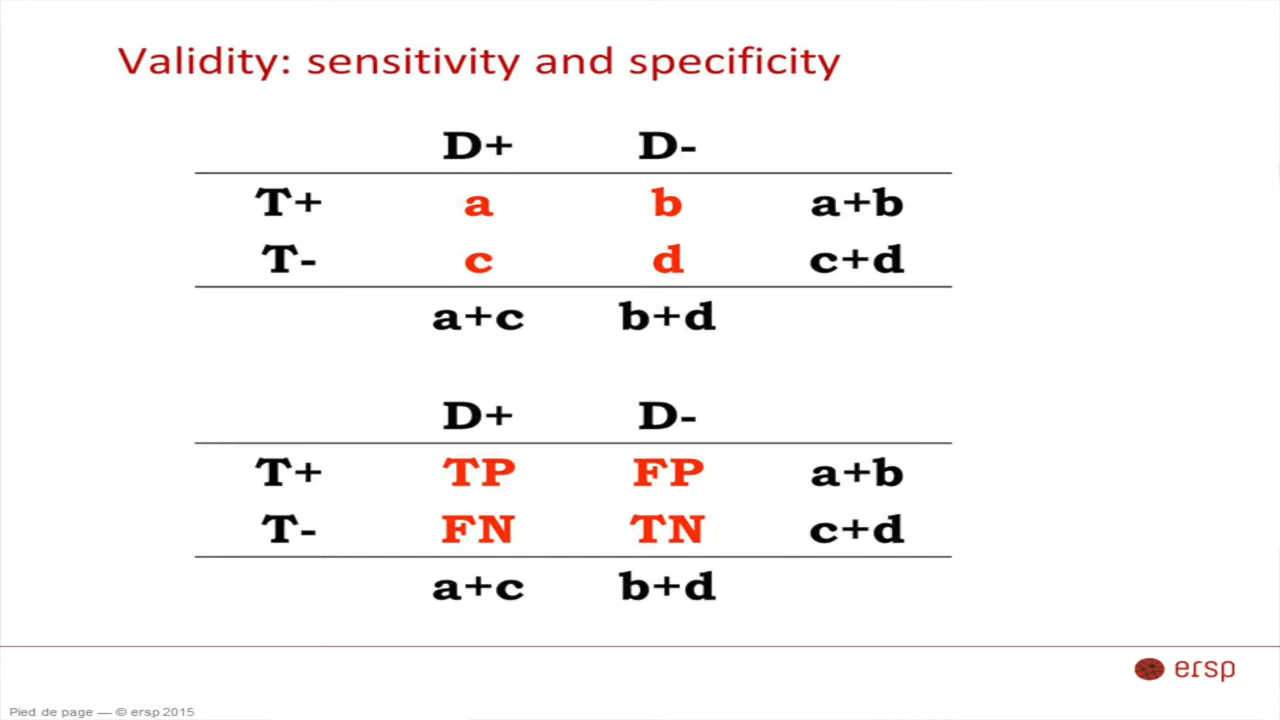 Validity: sensitivity and specificity
D+ D-
T+ a b a+b
T- c d c+d
a+c b+d
D+ D-
T+ TP FP a+b
T- FN TN c+d
a+c b+d
ersp
Pied de page — © ersp 2015